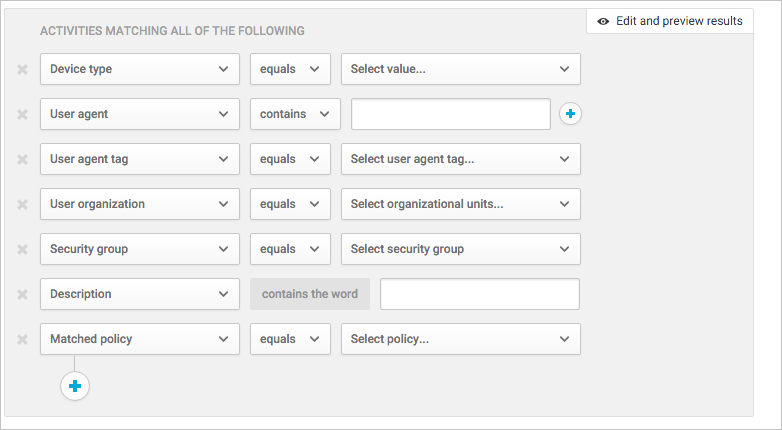 Edit and preview results
ACTIVITIES MATCHING ALL OF THE FOLLOWING
Device type equals Select value...
User agent contains
User agent tag equals Select user agent tag...
User organization equals Select organizational units...
Security group equals Select security group
Description contains the word
Matched policy equals Select policy...